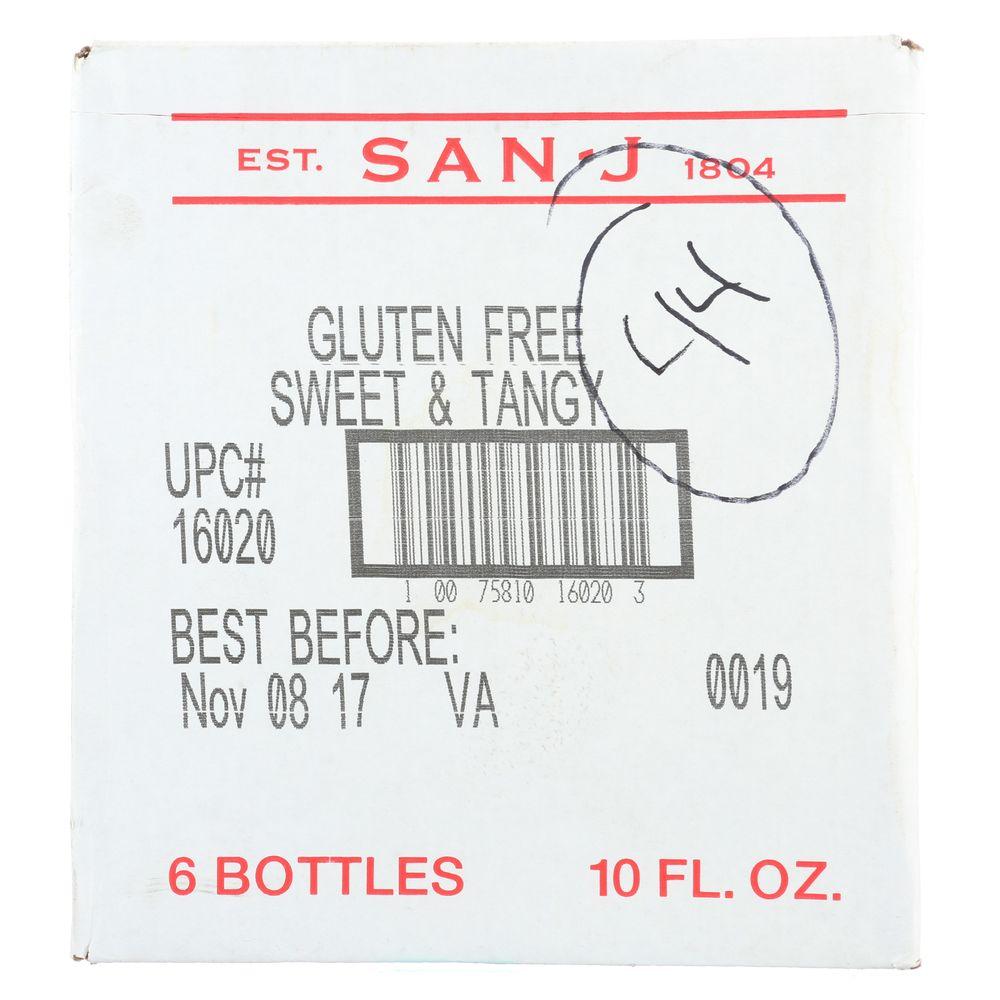 EST. SAN-J 1804
GLUTEN FREE
SWEET & TANGY
UPC#
16020
1 00 75810 16020 3
BEST BEFORE:
Nov 08 17 VA
0019
6 BOTTLES 10 FL. OZ.